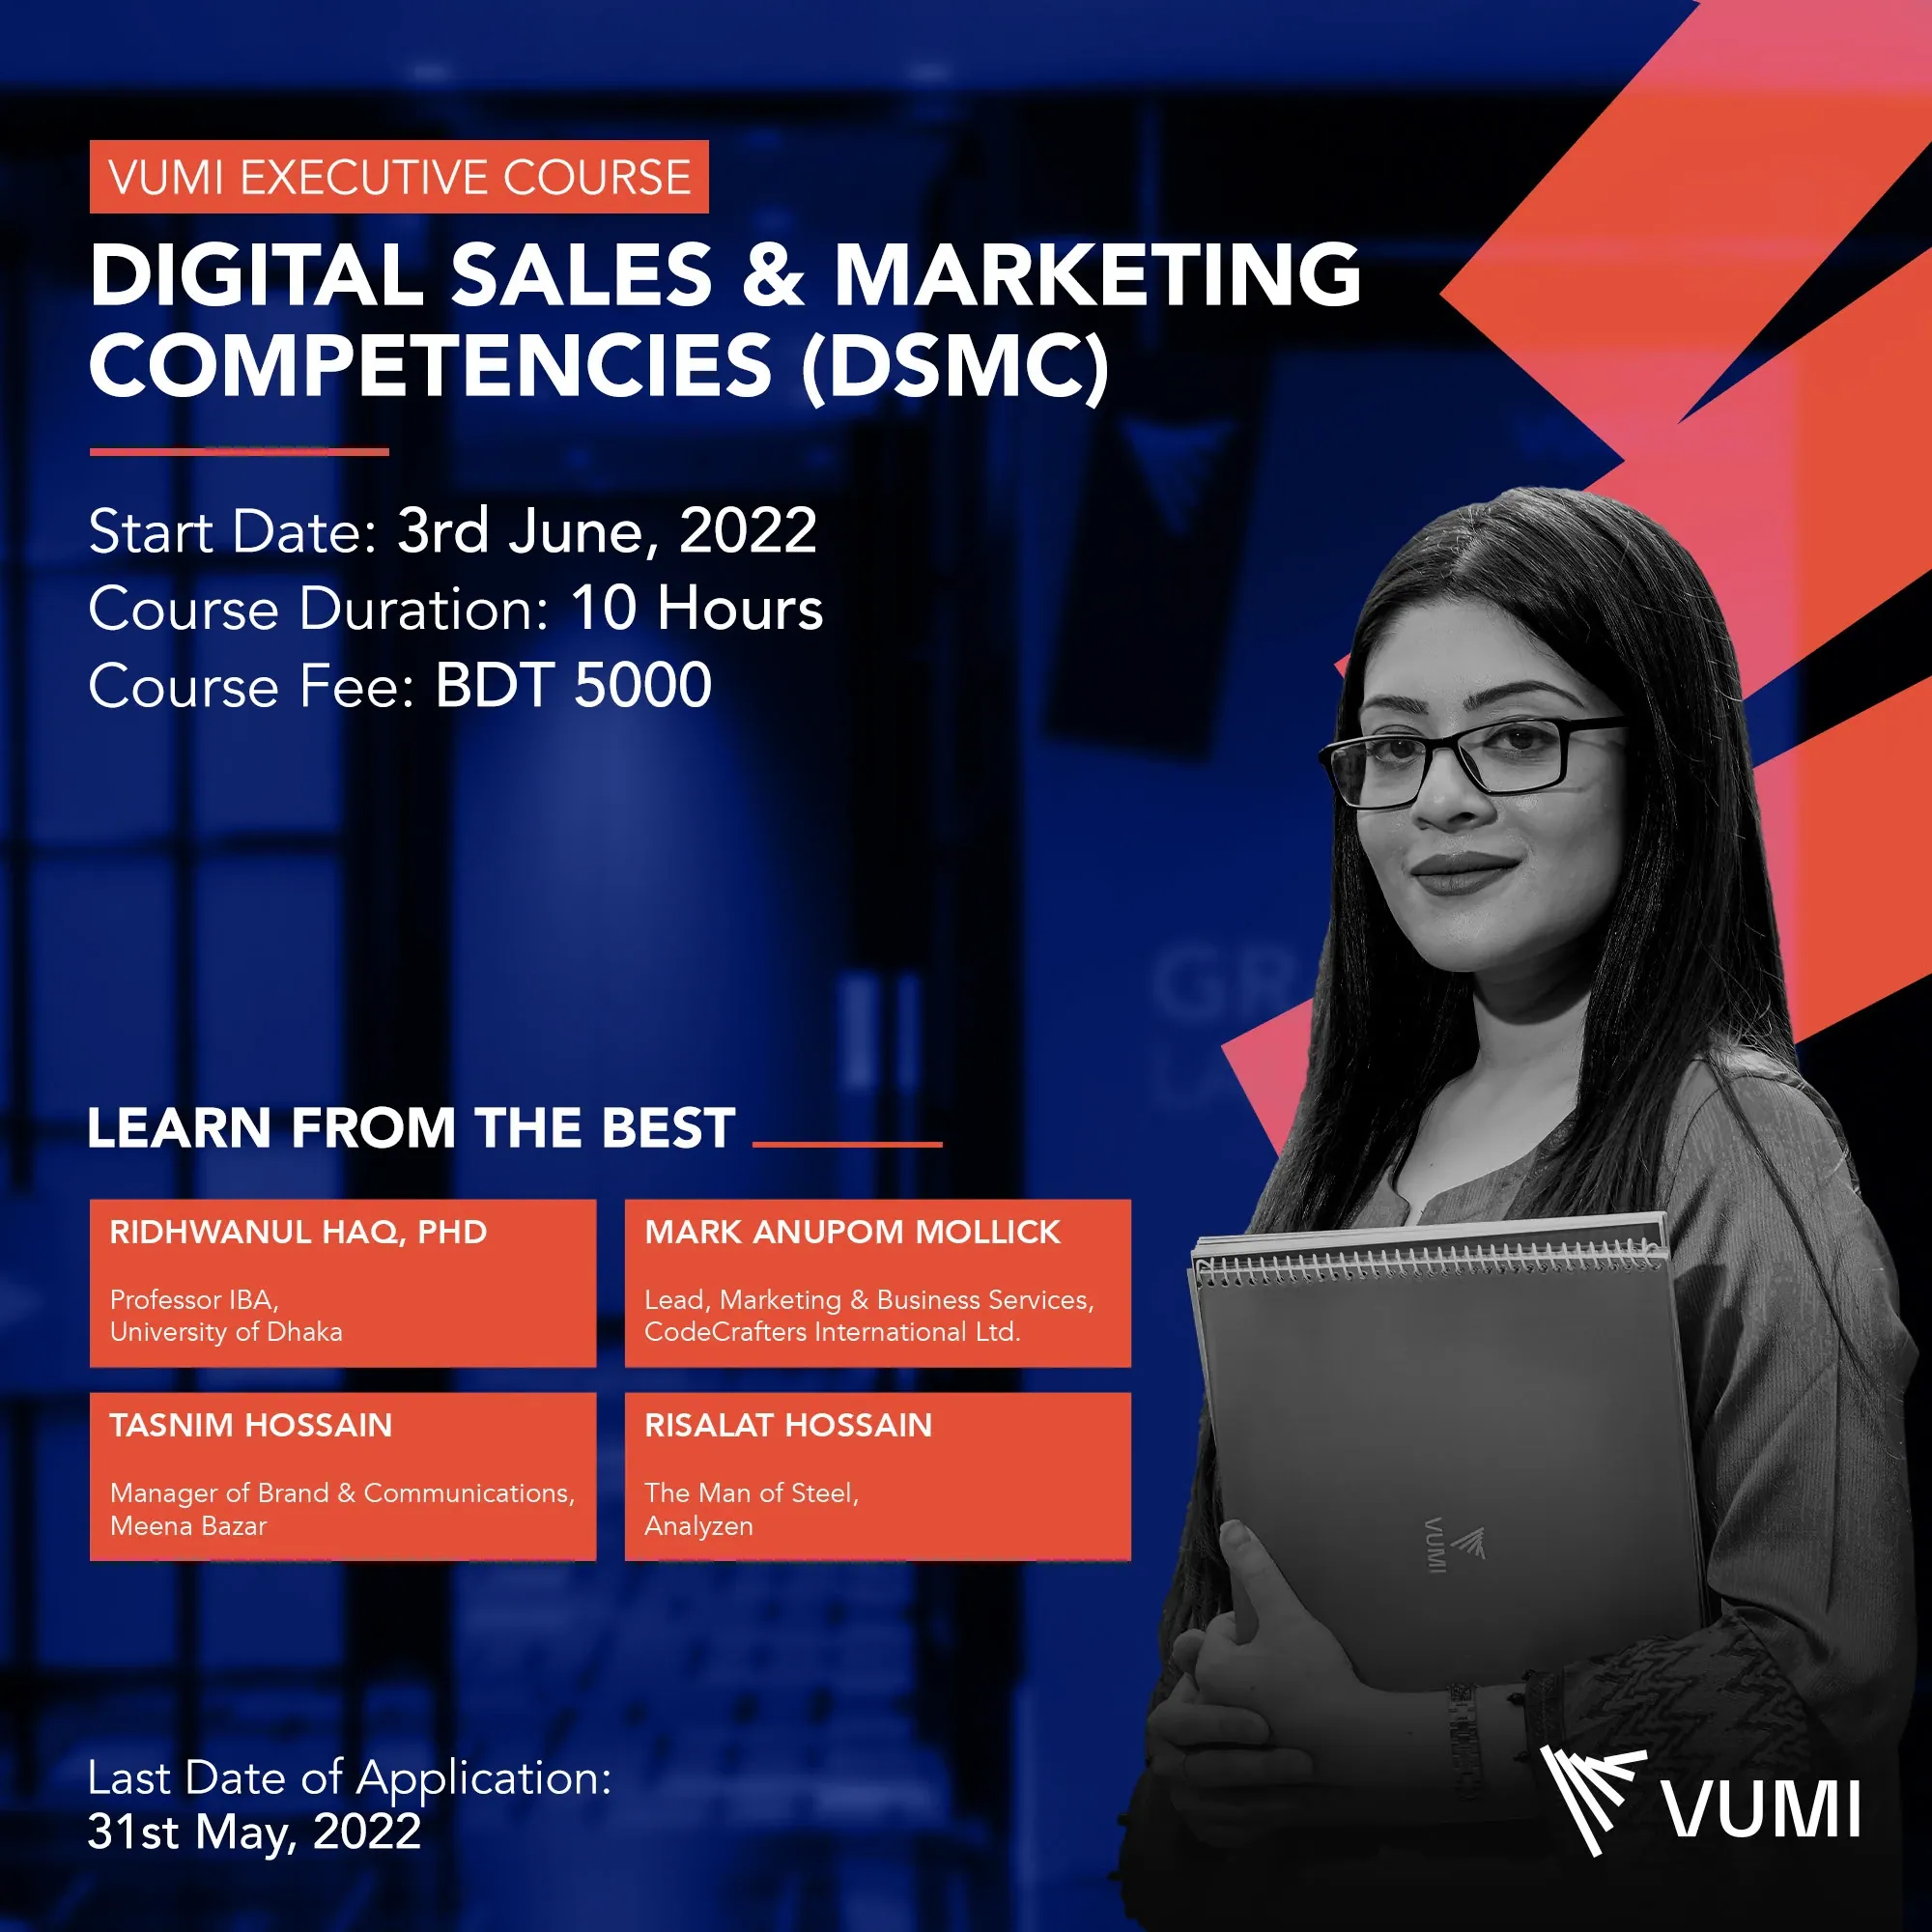 VUMI EXECUTIVE COURSE
DIGITAL SALES & MARKETING
COMPETENCIES (DSMC)
Start Date: 3rd June, 2022
Course Duration: 10 Hours
Course Fee: BDT 5000
LEARN FROM THE BEST
RIDHWANUL HAQ, PHD
Professor IBA,
University of Dhaka
MARK ANUPOM MOLLICK
Lead, Marketing & Business Services,
CodeCrafters International Ltd.
TASNIM HOSSAIN
Manager of Brand & Communications,
Meena Bazar
RISALAT HOSSAIN
The Man of Steel,
Analyzen
VUMI
Last Date of Application:
31st May, 2022
VUMI